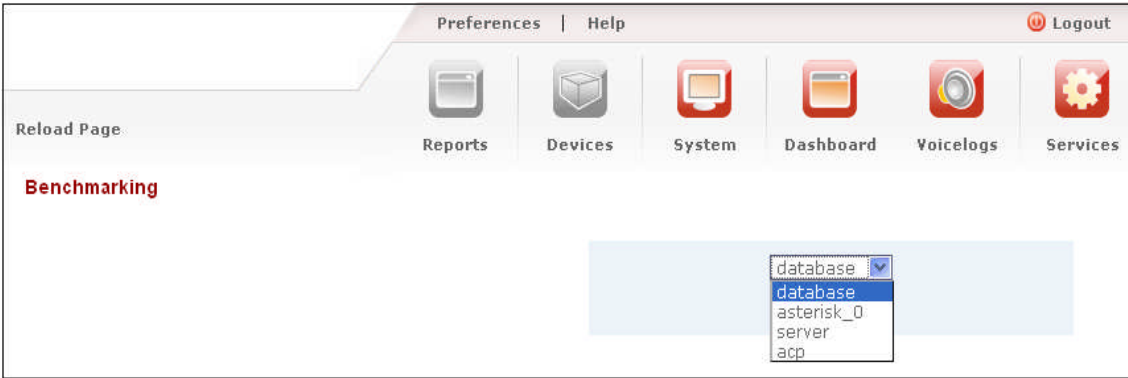 Preferences | Help Logout
Reload Page
Reports Devices System Dashboard Voicelogs Services
Benchmarking
database
database
asterisk_0
server
acp